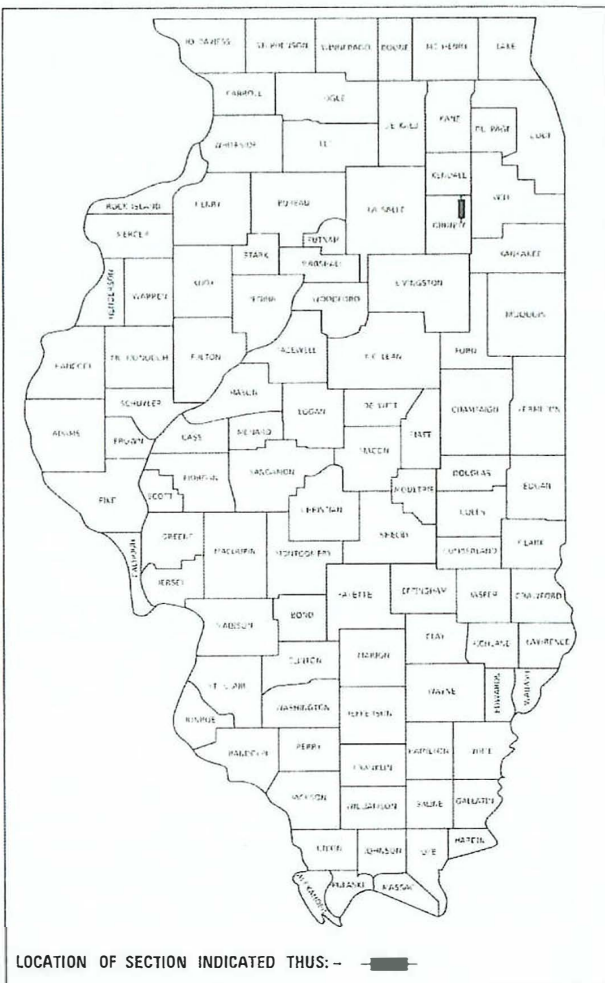 JO DAVIESS STEPHENSON WINNEBAGO BOONE MC HENRY LAKE
CARROLL OGLE DE KALB KANE DU PAGE COOK
WHITESIDE LEE
KENDALL WILL
ROCK ISLAND HENRY BUREAU LA SALLE GRUNDY
MERCER PUTNAM
STARK MARSHALL KANKAKEE
HENDERSON WARREN KNOX PEORIA WOODFORD LIVINGSTON
IROQUOIS
HANCOCK MC DONOUGH FULTON TAZEWELL MC LEAN FORD
MASON
SCHUYLER LOGAN DE WITT CHAMPAIGN VERMILION
ADAMS BROWN CASS MENARD PIATT
MACON
MORGAN SANGAMON DOUGLAS EDGAR
PIKE SCOTT CHRISTIAN MOULTRIE
COLES
GREENE MACOUPIN MONTGOMERY SHELBY CLARK
CALHOUN CUMBERLAND
JERSEY FAYETTE EFFINGHAM JASPER CRAWFORD
MADISON BOND
CLAY RICHLAND LAWRENCE
CLINTON MARION
ST CLAIR WAYNE EDWARDS WABASH
WASHINGTON JEFFERSON
MONROE
RANDOLPH PERRY HAMILTON WHITE
FRANKLIN
JACKSON WILLIAMSON SALINE GALLATIN
UNION JOHNSON POPE HARDIN
ALEXANDER PULASKI MASSAC
LOCATION OF SECTION INDICATED THUS:-